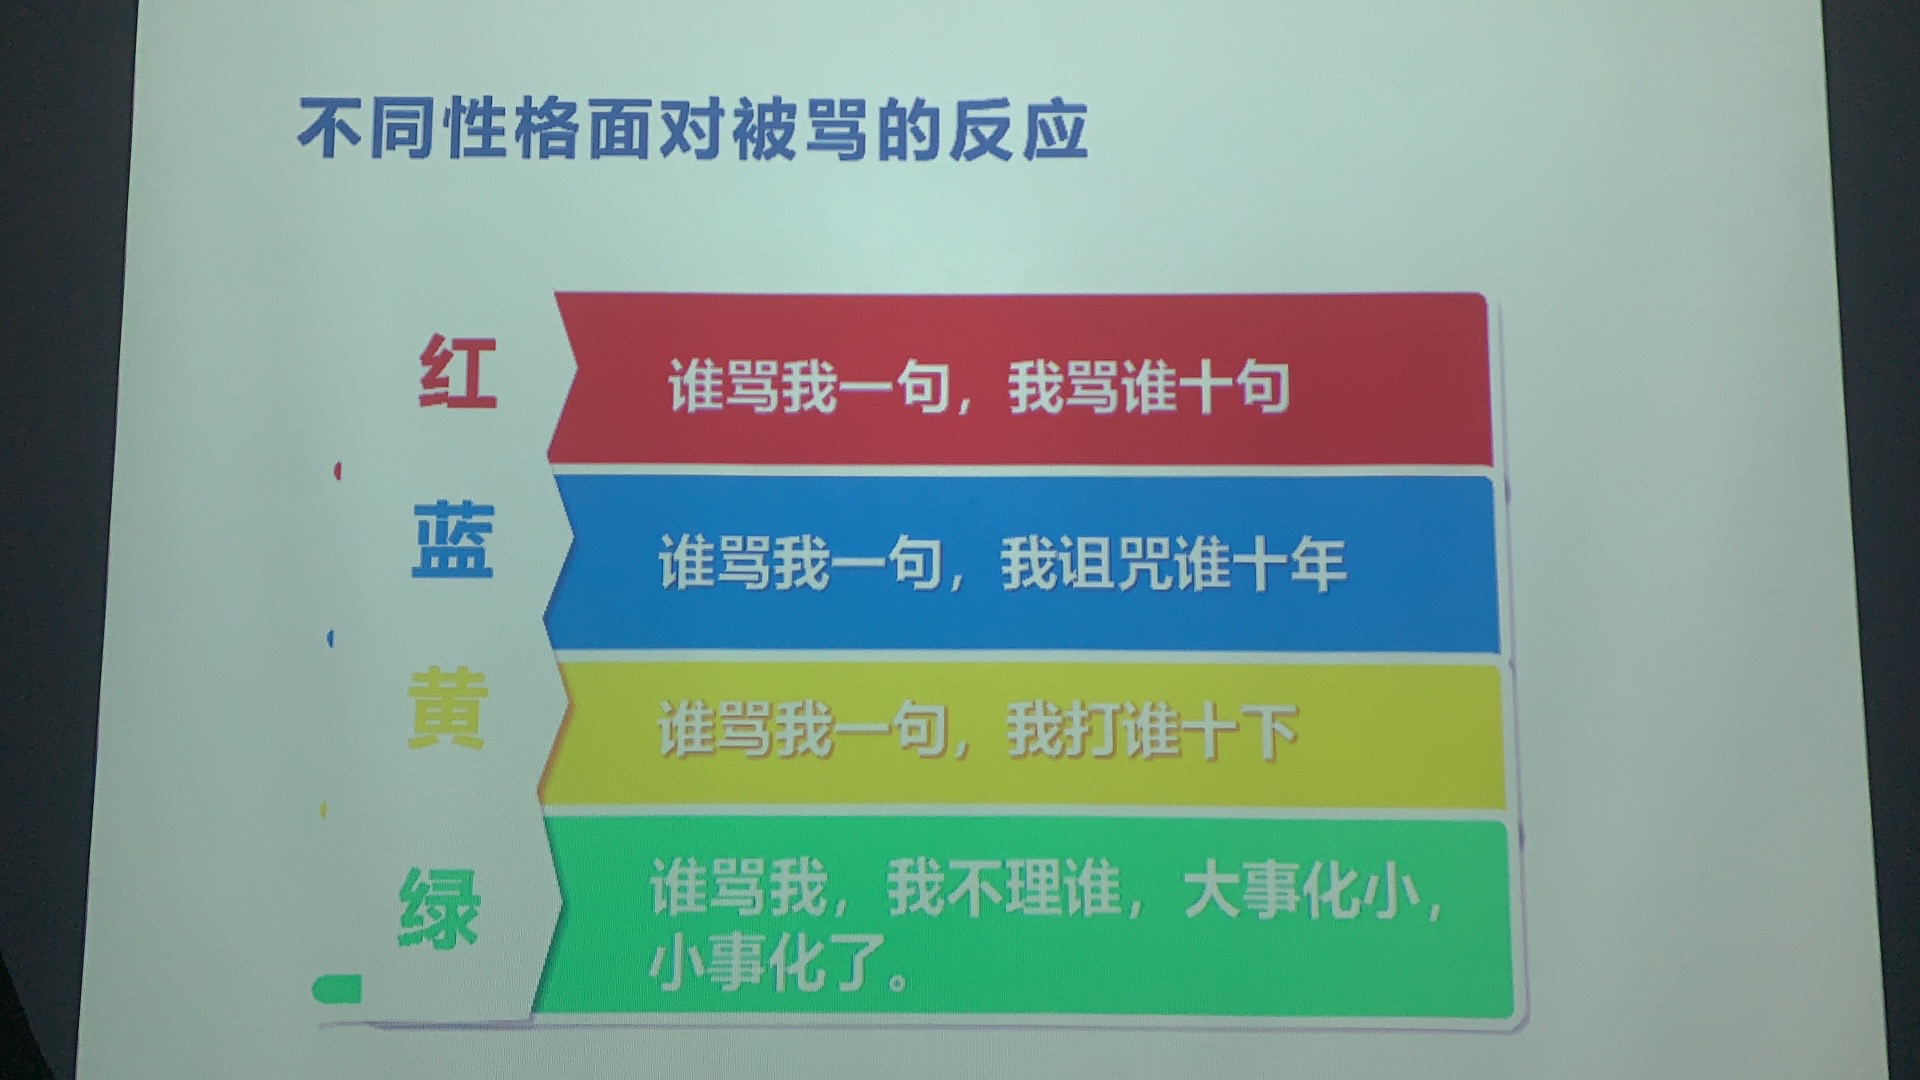 不同性格面对被骂的反应
红
谁骂我一句，我骂谁十句
蓝
谁骂我一句，我诅咒谁十年
黄
谁骂我一句，我打谁十下
绿
谁骂我，我不理谁，大事化小，
小事化了。